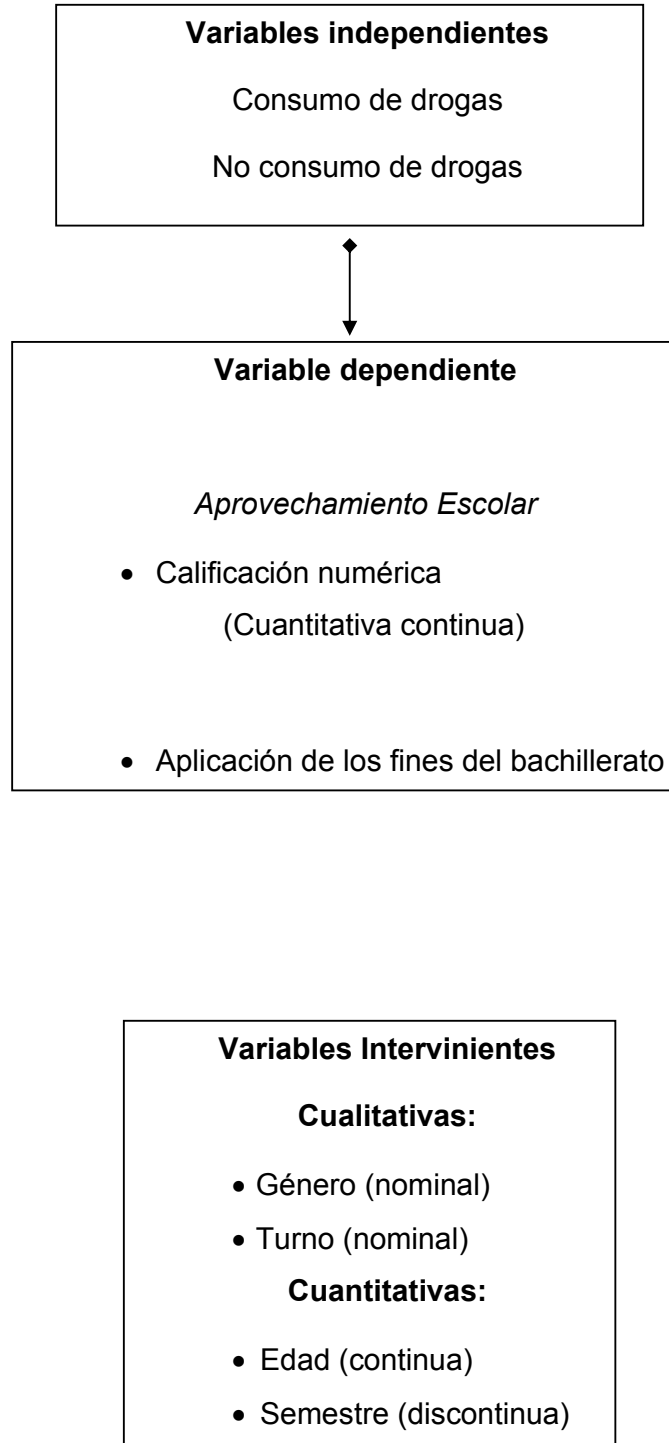 Variables independientes
Consumo de drogas
No consumo de drogas
Variable dependiente
Aprovechamiento Escolar
• Calificación numérica
(Cuantitativa continua)
• Aplicación de los fines del bachillerato
Variables Intervinientes
Cualitativas:
• Género (nominal)
• Turno (nominal)
Cuantitativas:
• Edad (continua)
• Semestre (discontinua)